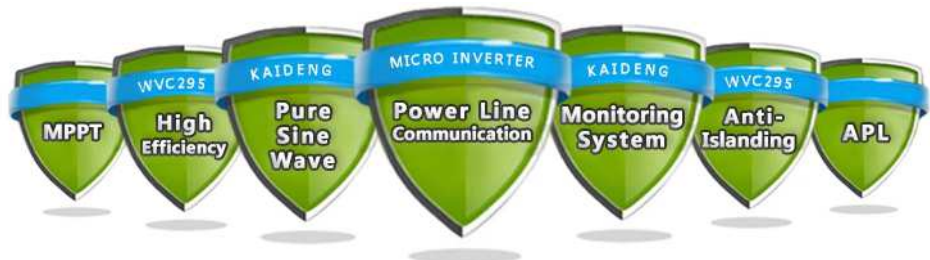 MPPT
WVC295
High
Efficiency
KAIDENG
Pure
Sine
Wave
MICRO INVERTER
Power Line
Communication
KAIDENG
Monitoring
System
WVC295
Anti-
Islanding
APL